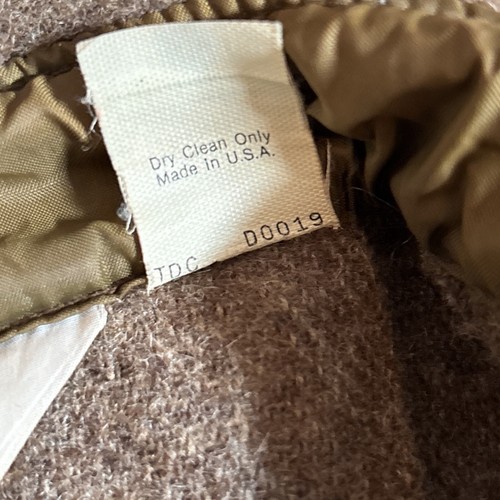 Dry Clean Only
Made in U.S.A.
TDC D0019